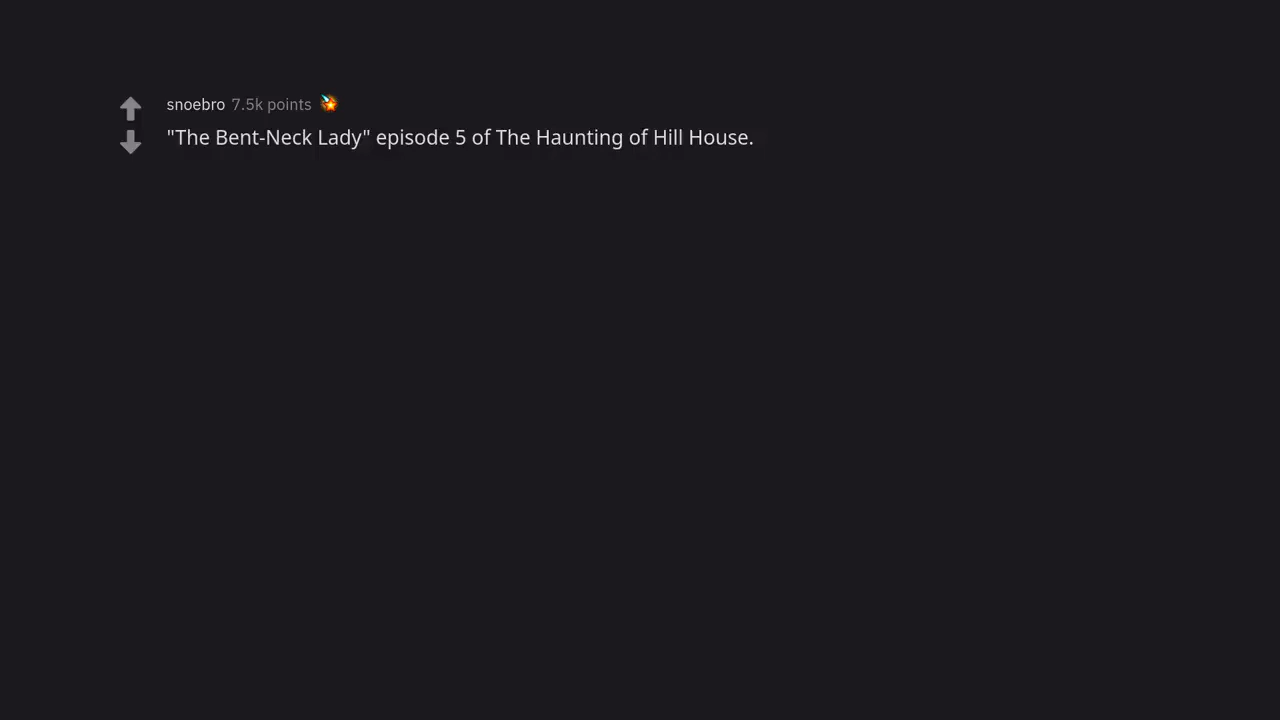 snoebro 7.5k points
"The Bent-Neck Lady" episode 5 of The Haunting of Hill House.